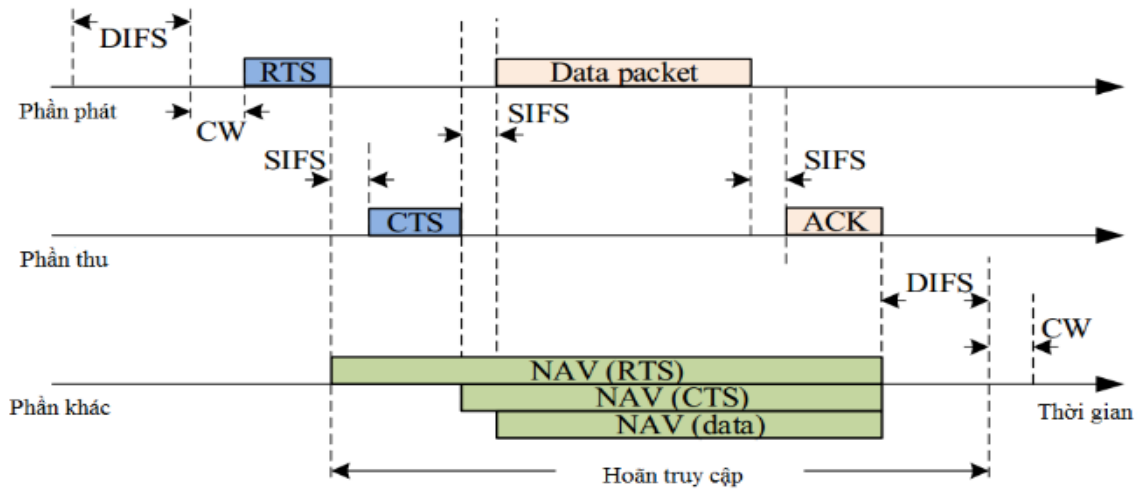 DIFS
RTS
Data packet
Phần phát
CW
SIFS
SIFS
SIFS
CTS
ACK
Phần thu
DIFS
CW
NAV (RTS)
Phần khác
NAV (CTS)
Thời gian
NAV (data)
Hoãn truy cập